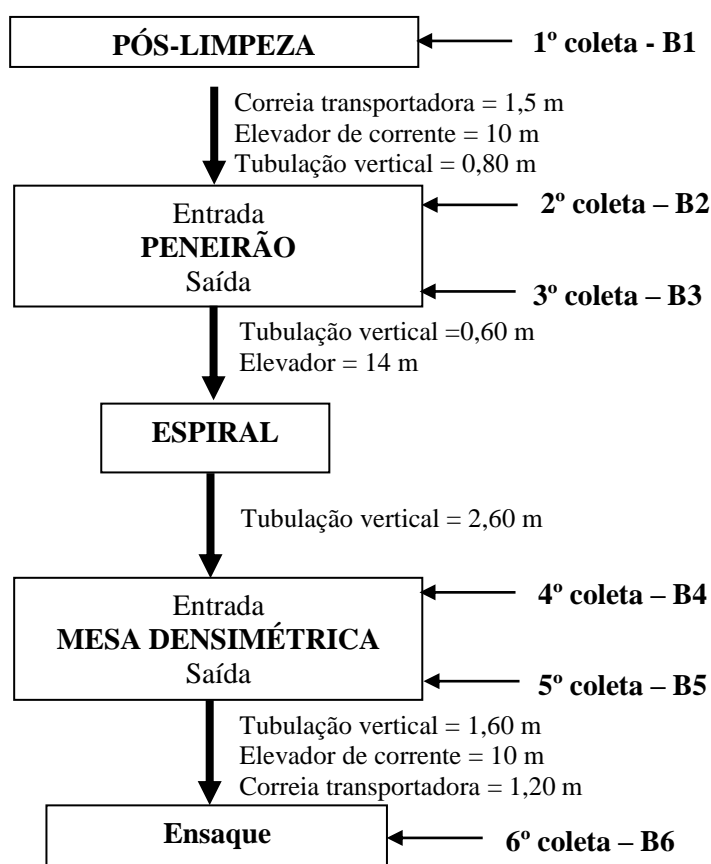 PÓS-LIMPEZA
1º coleta - B1
Correia transportadora = 1,5 m
Elevador de corrente = 10 m
Tubulação vertical = 0,80 m
Entrada
2º coleta – B2
PENEIRÃO
Saída
3º coleta – B3
Tubulação vertical =0,60 m
Elevador = 14 m
ESPIRAL
Tubulação vertical = 2,60 m
Entrada
4º coleta – B4
MESA DENSIMÉTRICA
Saída
5º coleta – B5
Tubulação vertical = 1,60 m
Elevador de corrente = 10 m
Correia transportadora = 1,20 m
Ensaque
6º coleta – B6